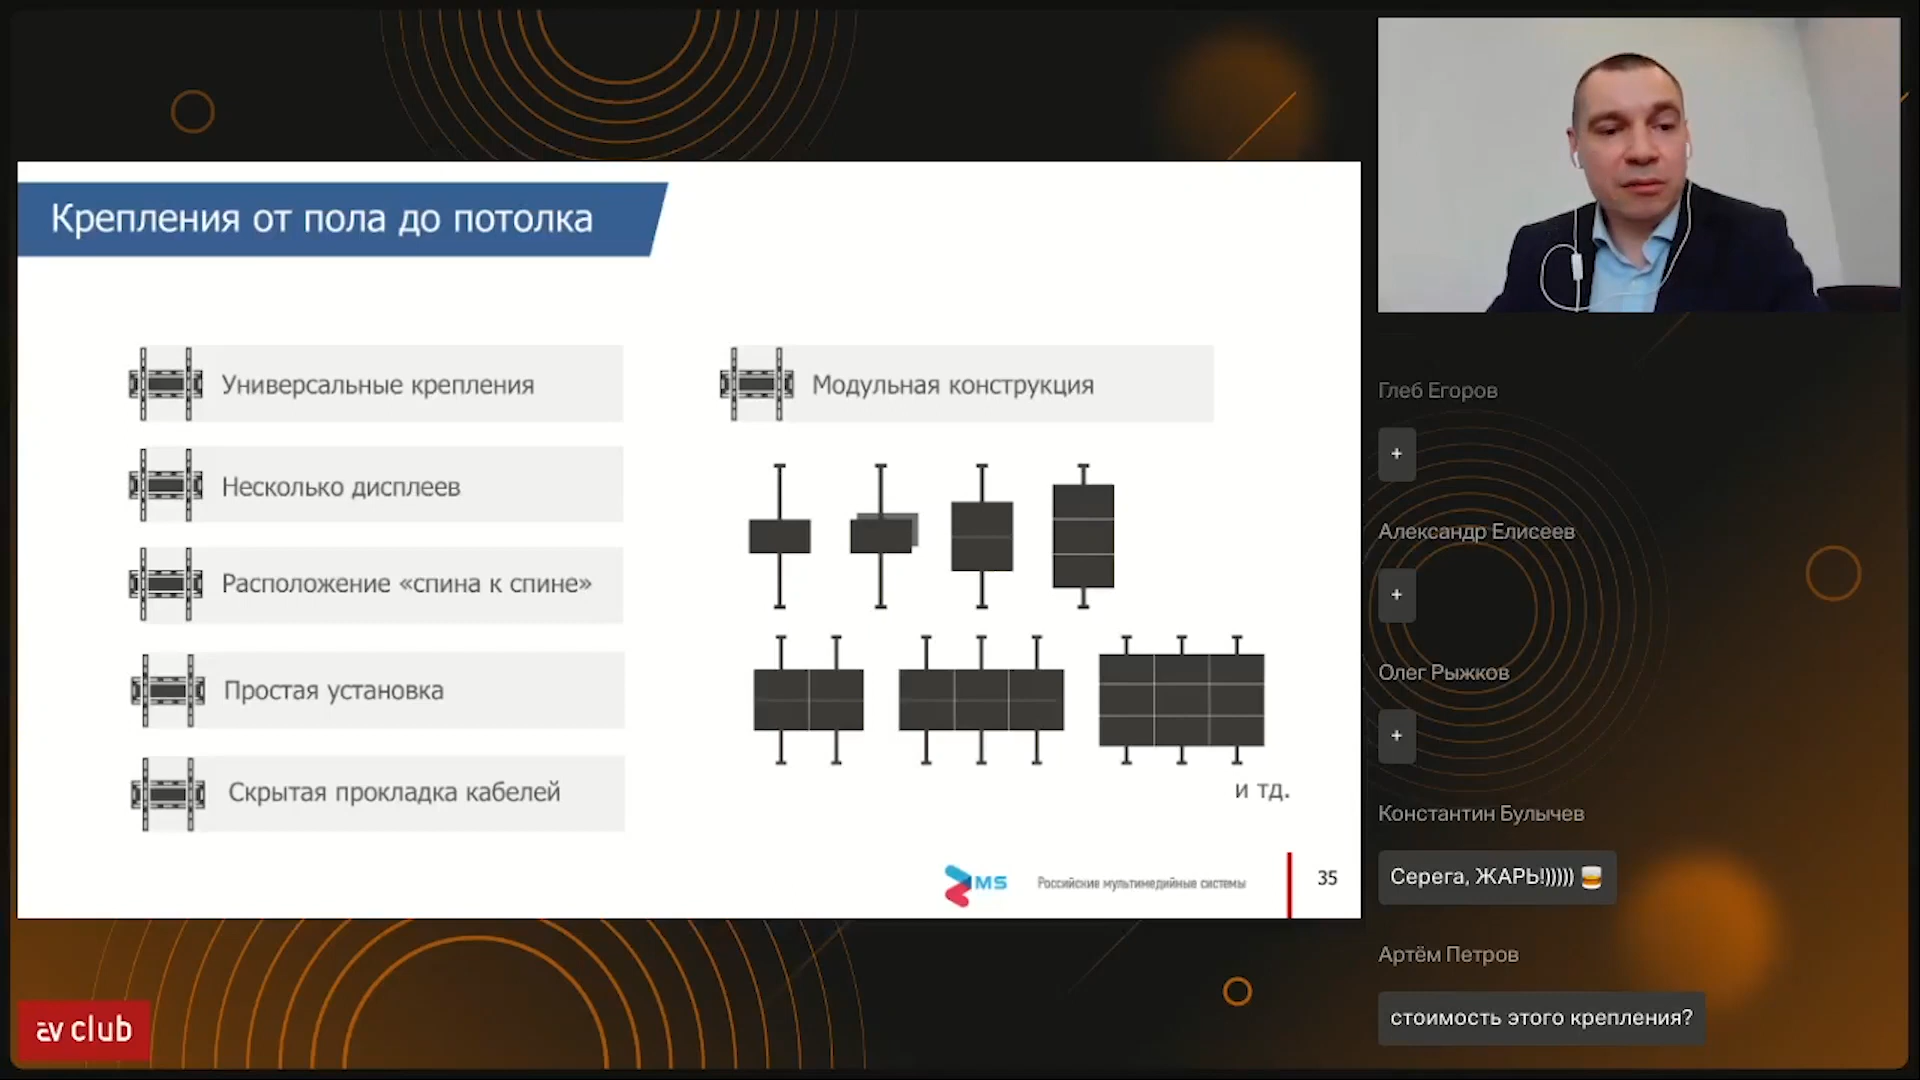 Крепления от пола до потолка
Универсальные крепления
Несколько дисплеев
Расположение «спина к спине»
Простая установка
Скрытая прокладка кабелей
Модульная конструкция
и тд.
MS
Российские мультимедийные системы
35
av club
Глеб Егоров
+
Александр Елисеев
+
Олег Рыжков
+
Константин Булычев
Серега, ЖАРЬ!))))) 🥃
Артём Петров
стоимость этого крепления?